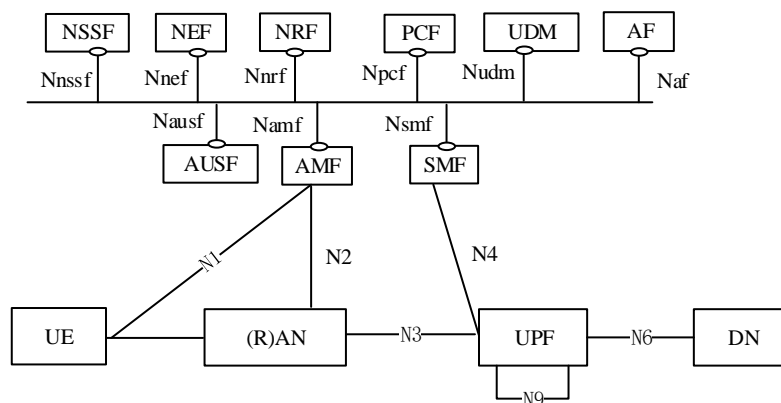 NSSF NEF NRF PCF UDM AF
Nnssf Nnef Nnrf Npcf Nudm Naf
Nausf Namf Nsmf
AUSF AMF SMF
N1 N2 N4
UE (R)AN N3 UPF N6 DN
N9